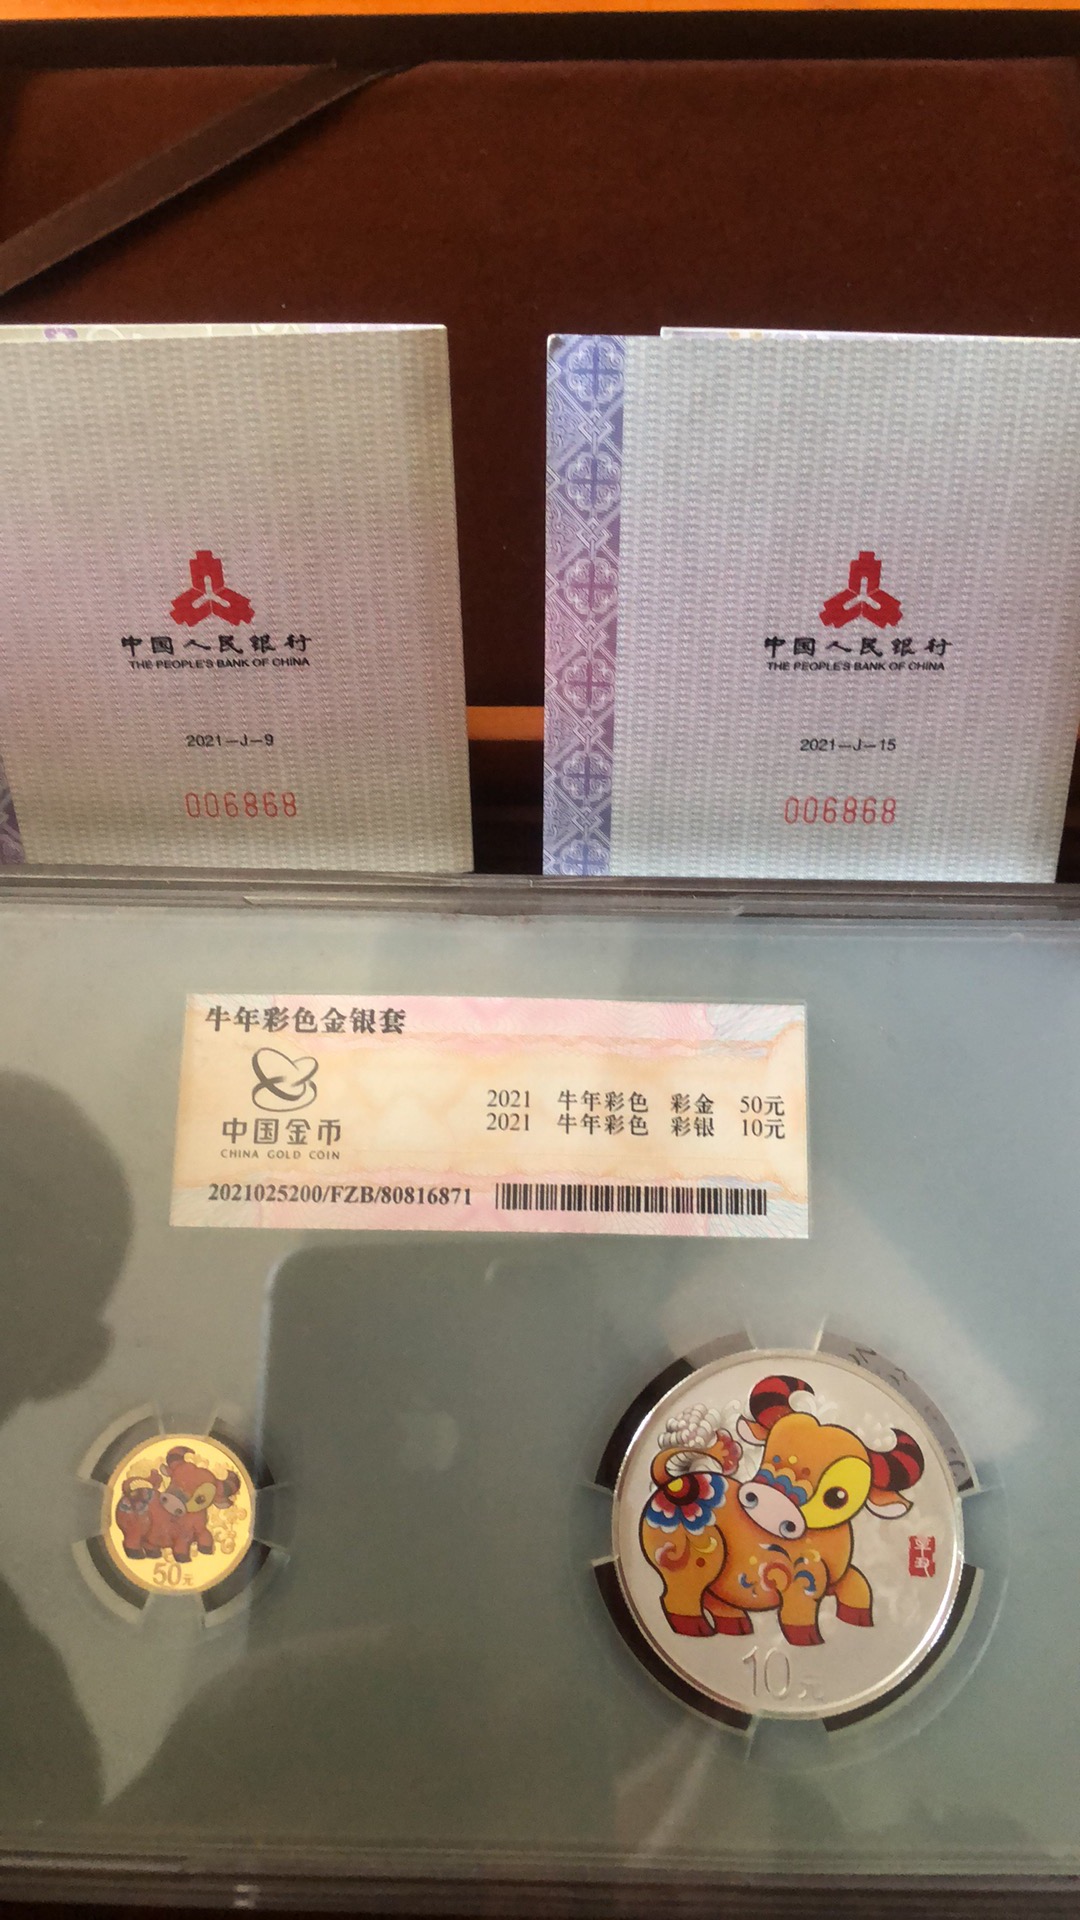 中国人民银行
THE PEOPLE'S BANK OF CHINA
2021—J—9
006868
中国人民银行
THE PEOPLE'S BANK OF CHINA
2021—J—15
006868
牛年彩色金银套
中国金币
CHINA GOLD COIN
2021 牛年彩色 彩金 50元
2021 牛年彩色 彩银 10元
2021025200/FZB/80816871
50元
辛丑
10元